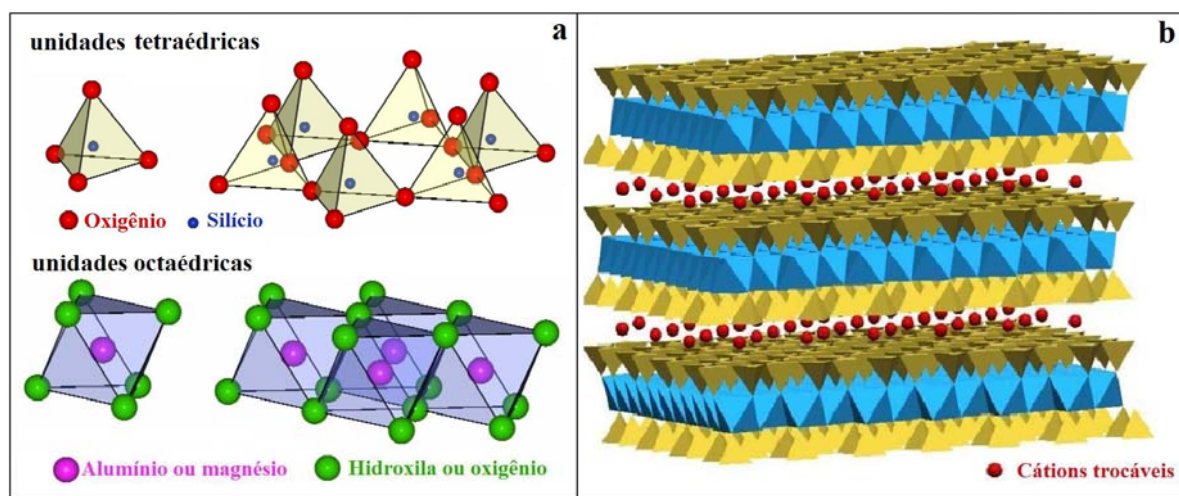 unidades tetraédricas
a
Oxigênio
Silício
unidades octaédricas
Alumínio ou magnésio
Hidroxila ou oxigênio
b
Cátions trocáveis